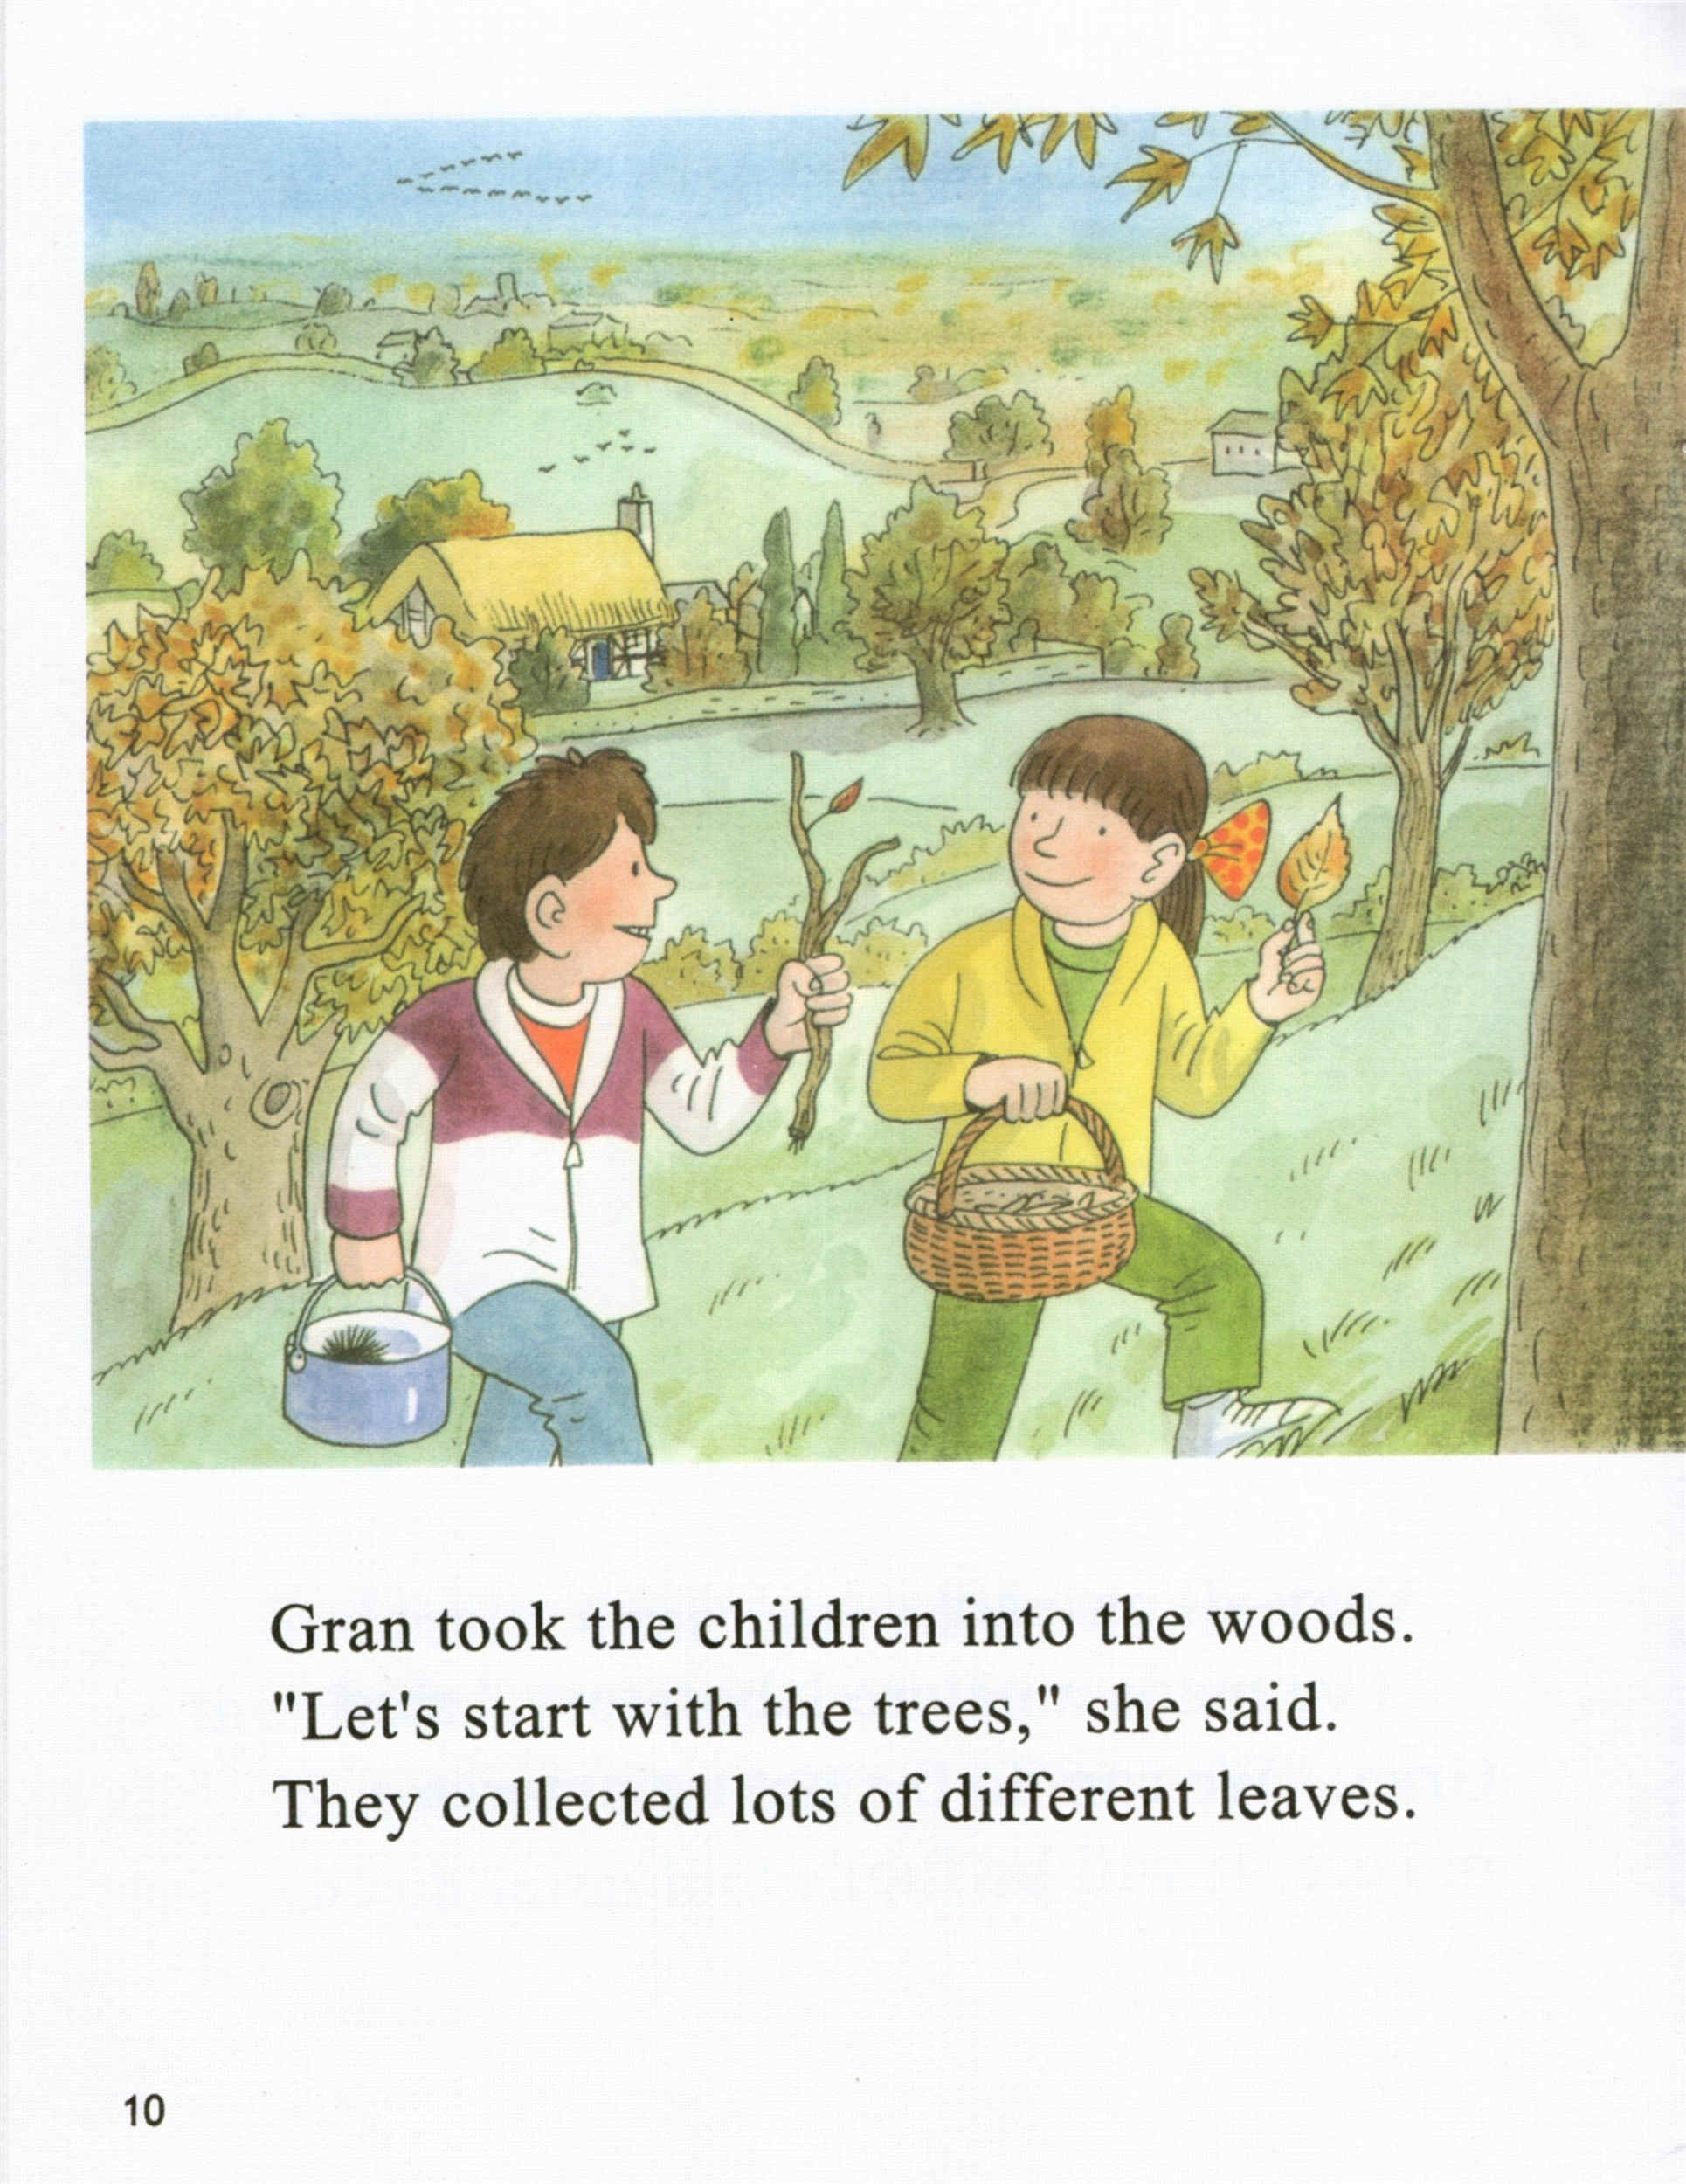 Gran took the children into the woods.
"Let's start with the trees," she said.
They collected lots of different leaves.
10